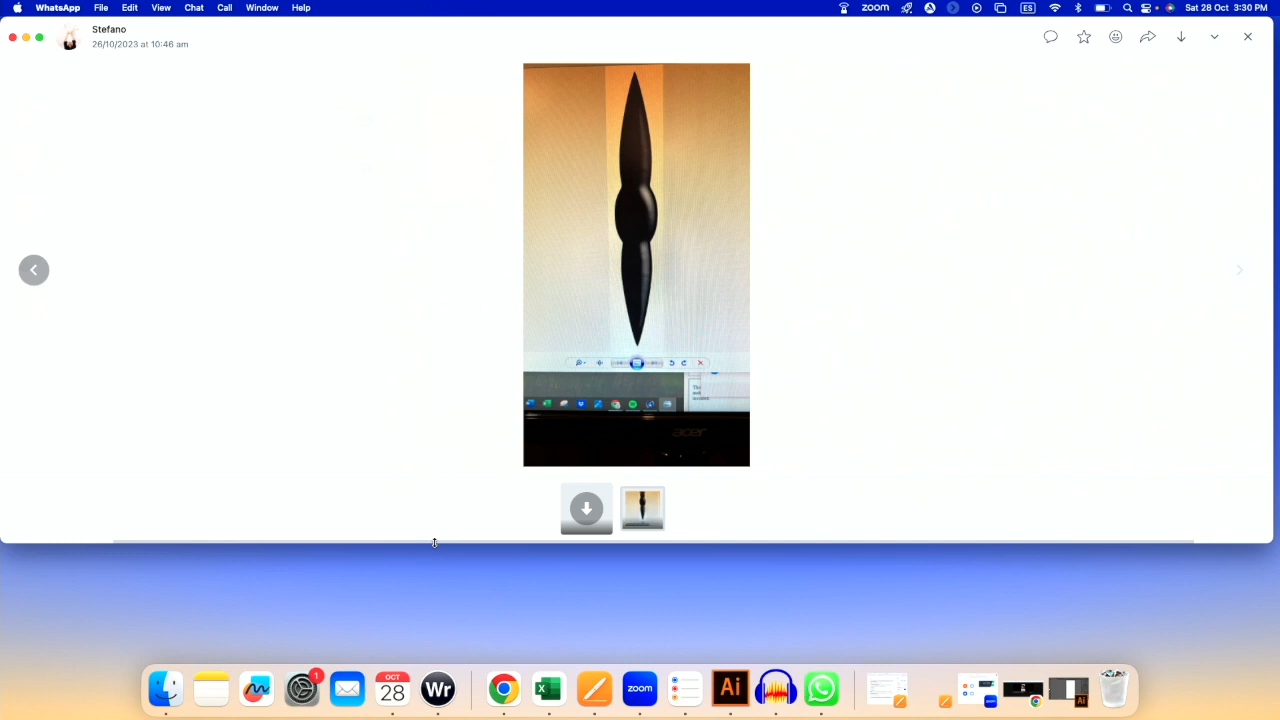 WhatsApp File Edit View Chat Call Window Help zoom ES Sat 28 Oct 3:30 PM
Stefano
26/10/2023 at 10:46 am
acer
1
OCT
28
Wr
zoom
Ai